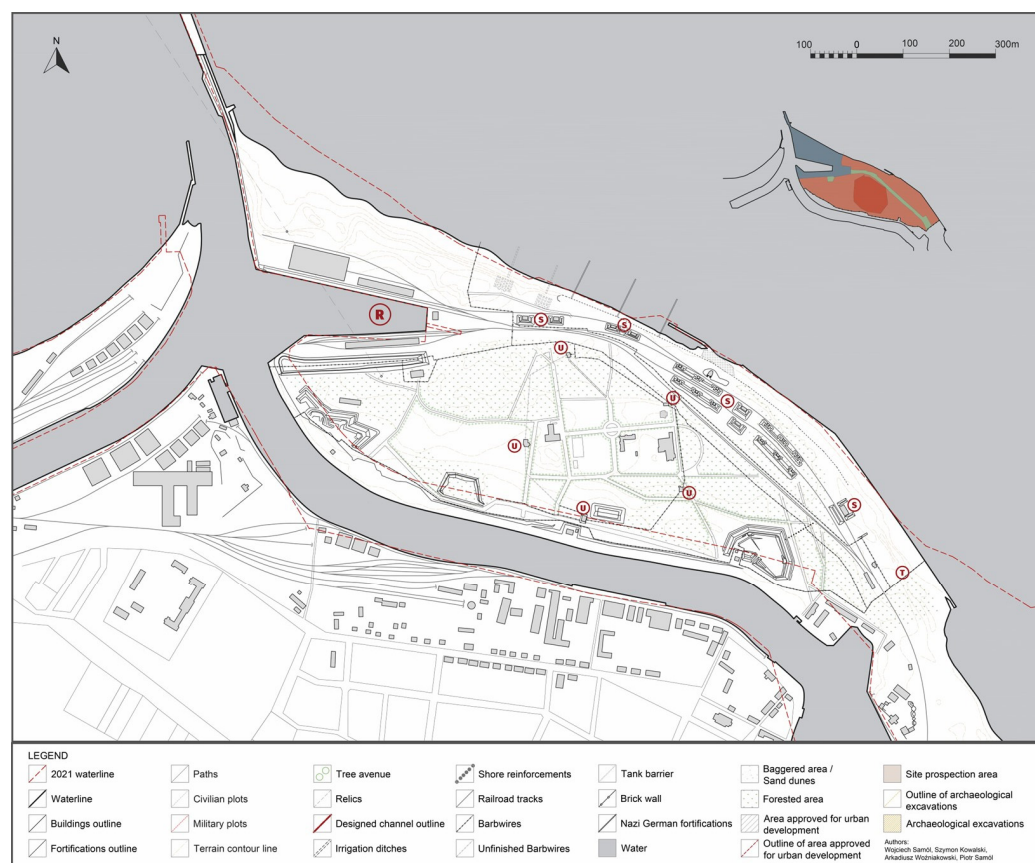 N
100 0 100 200 300m
R
S
S
U
U
S
U
U
S
U
T
LEGEND
2021 waterline
Waterline
Buildings outline
Fortifications outline
Paths
Civilian plots
Military plots
Terrain contour line
Tree avenue
Relics
Designed channel outline
Irrigation ditches
Shore reinforcements
Railroad tracks
Barbwires
Unfinished Barbwires
Tank barrier
Brick wall
Nazi German fortifications
Water
Baggered area /
Sand dunes
Forested area
Area approved for urban
development
Outline of area approved
for urban development
Site prospection area
Outline of archaeological
excavations
Archaeological excavations
Authors:
Wojciech Samól, Szymon Kowalski,
Arkadiusz Woźniakowski, Piotr Samól